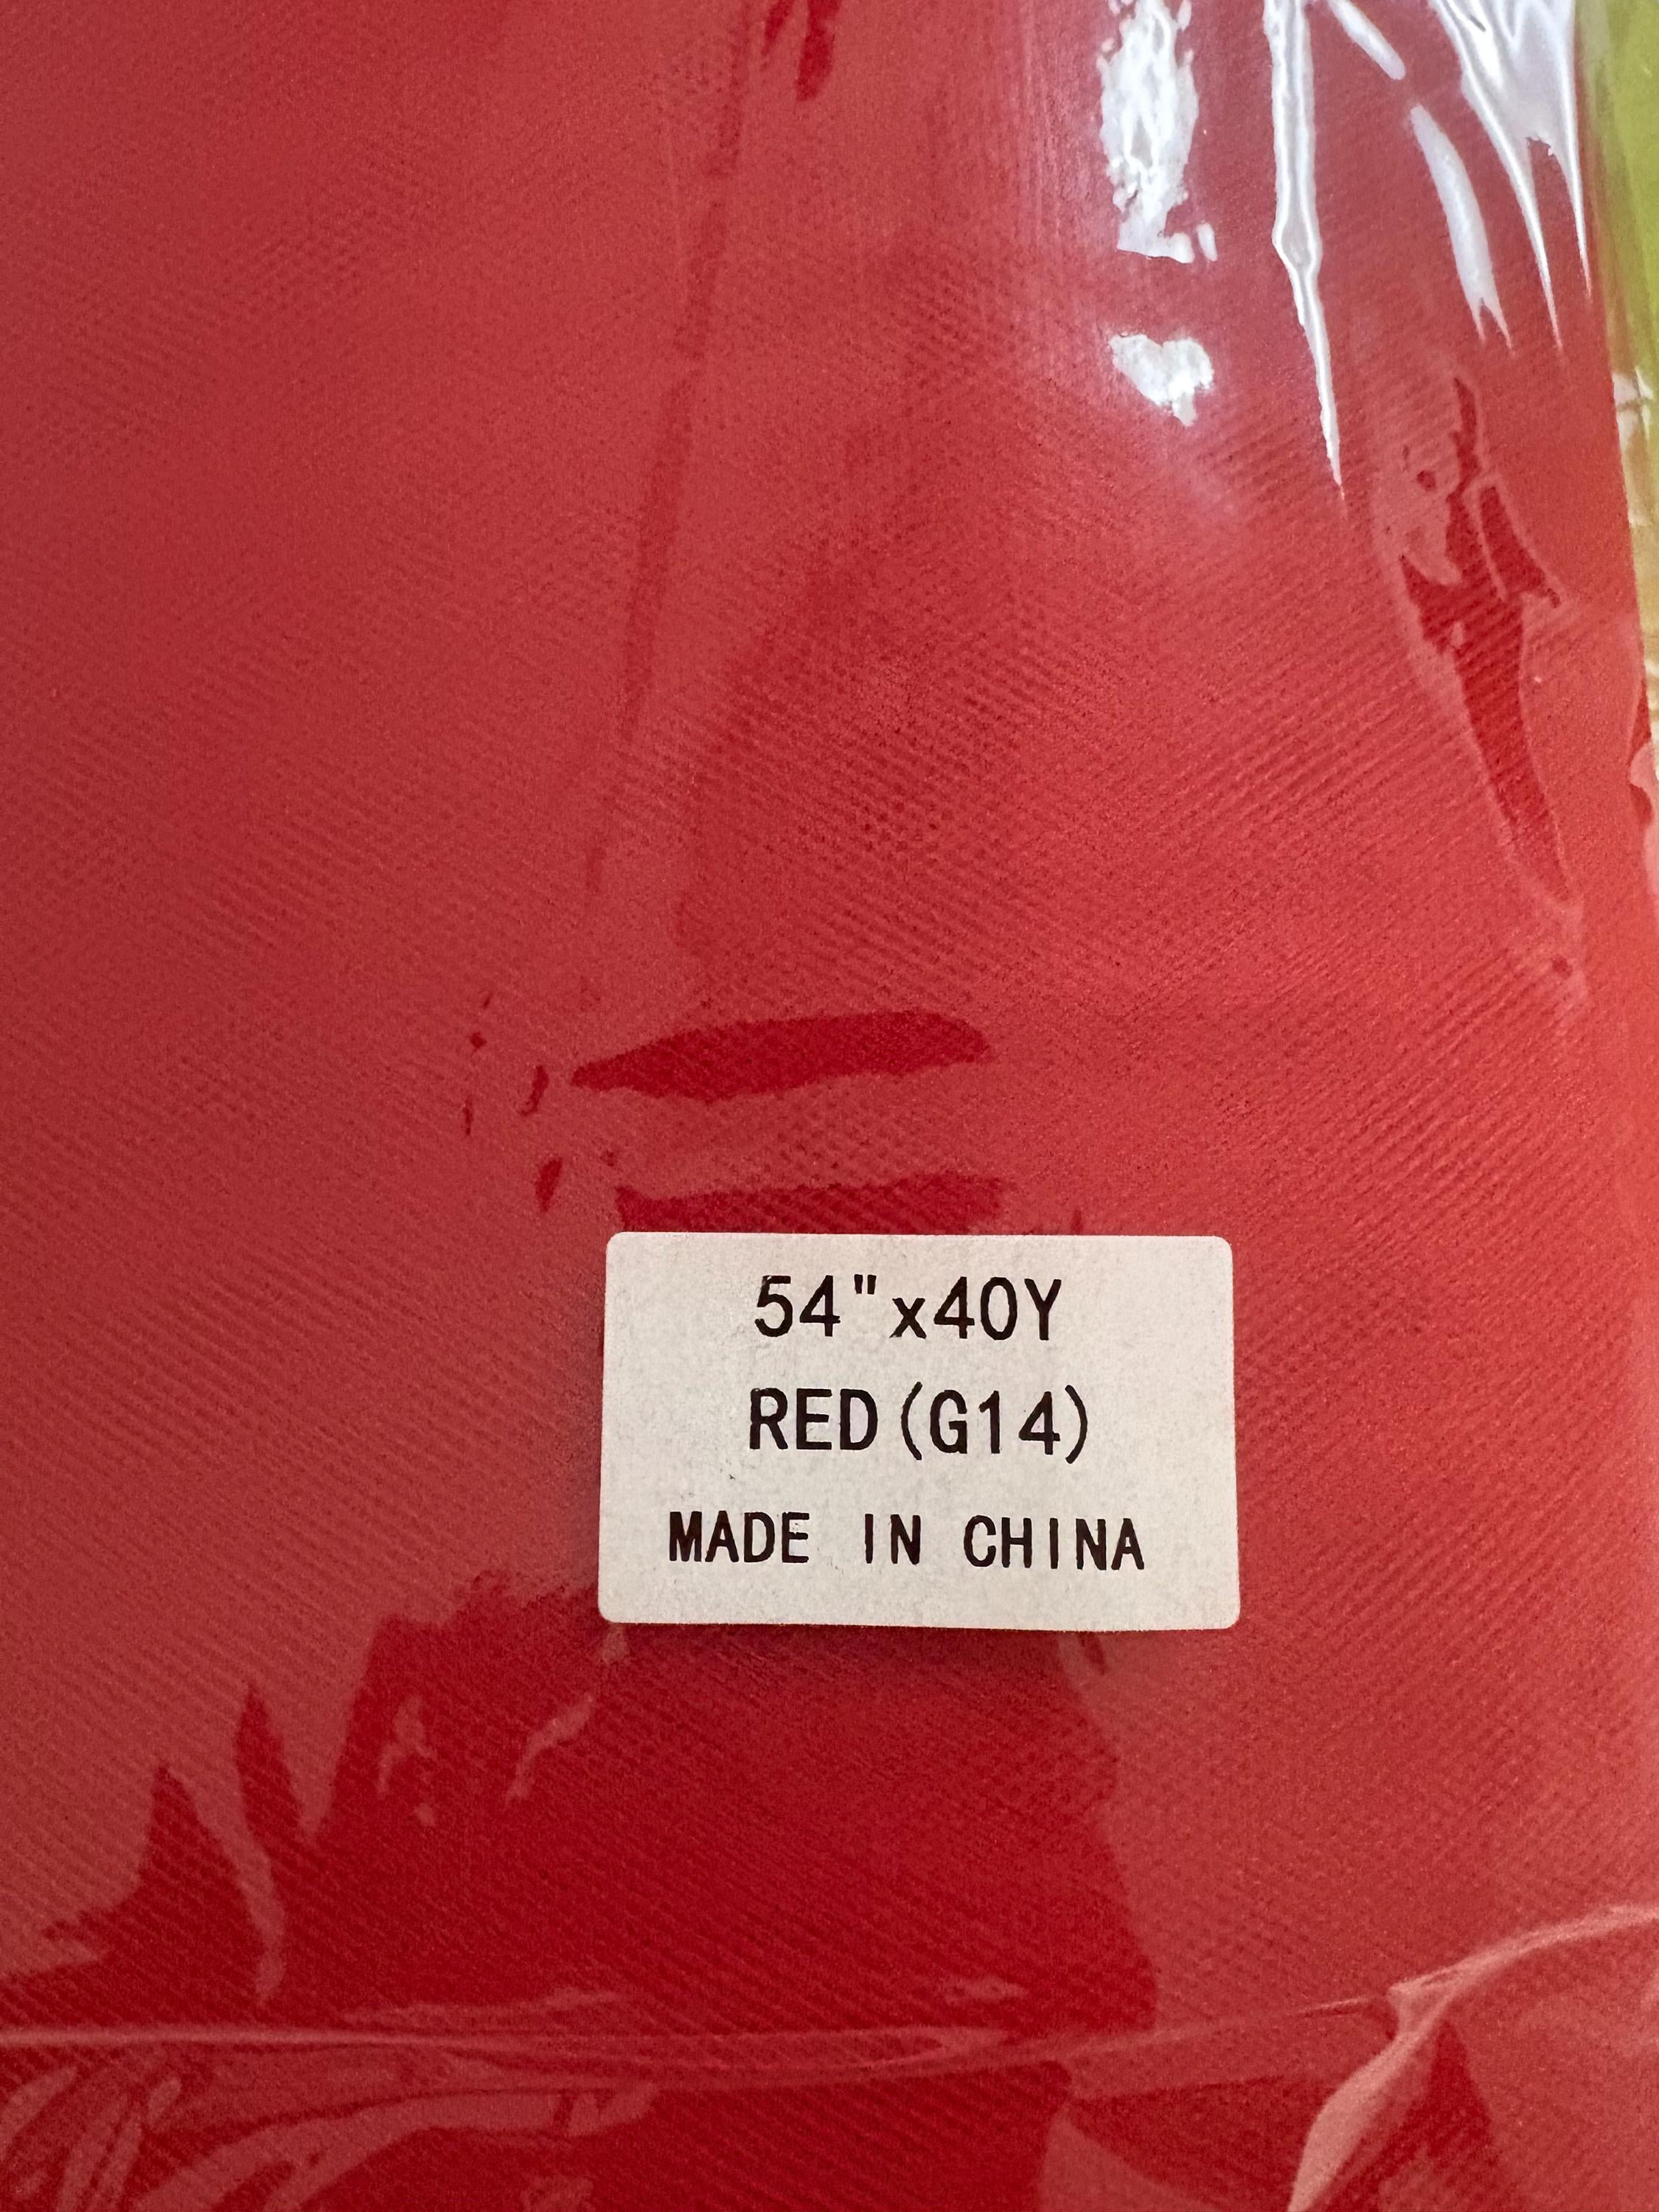 54"x40Y
RED(G14)
MADE IN CHINA